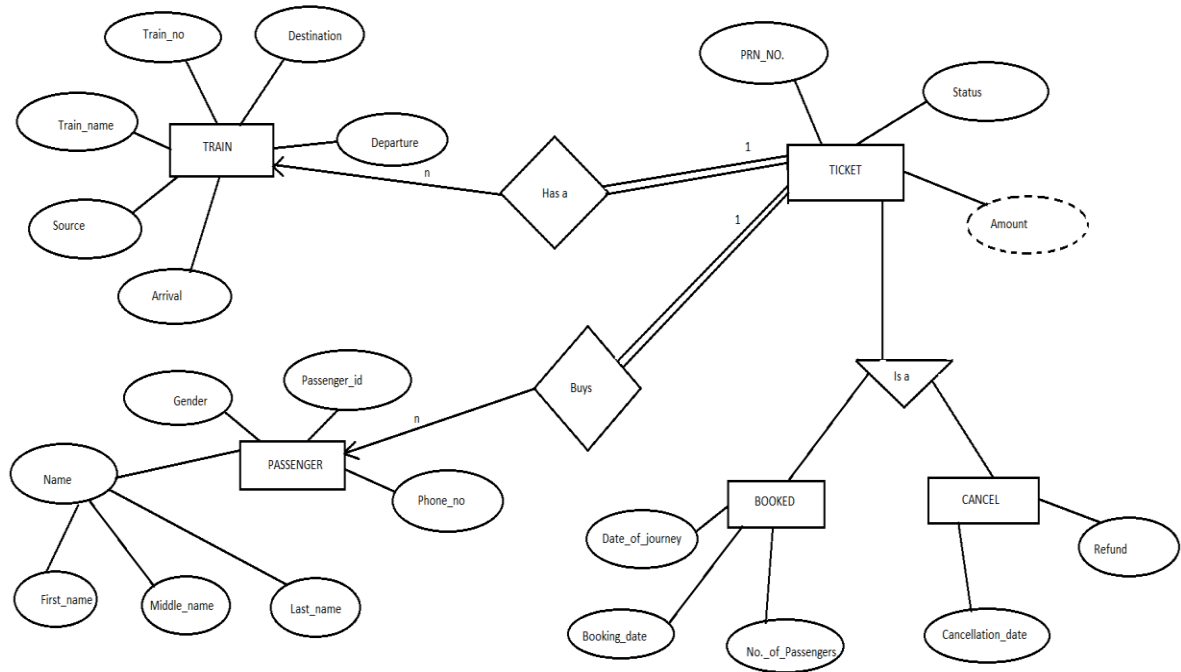 Train_no
Destination
PRN_NO.
Status
Train_name
TRAIN
Departure
1
TICKET
n
Has a
Source
1
Amount
Arrival
Passenger_id
Is a
Gender
Buys
n
PASSENGER
Name
Phone_no
BOOKED
CANCEL
Date_of_journey
Refund
First_name
Middle_name
Last_name
Booking_date
No._of_Passengers
Cancellation_date